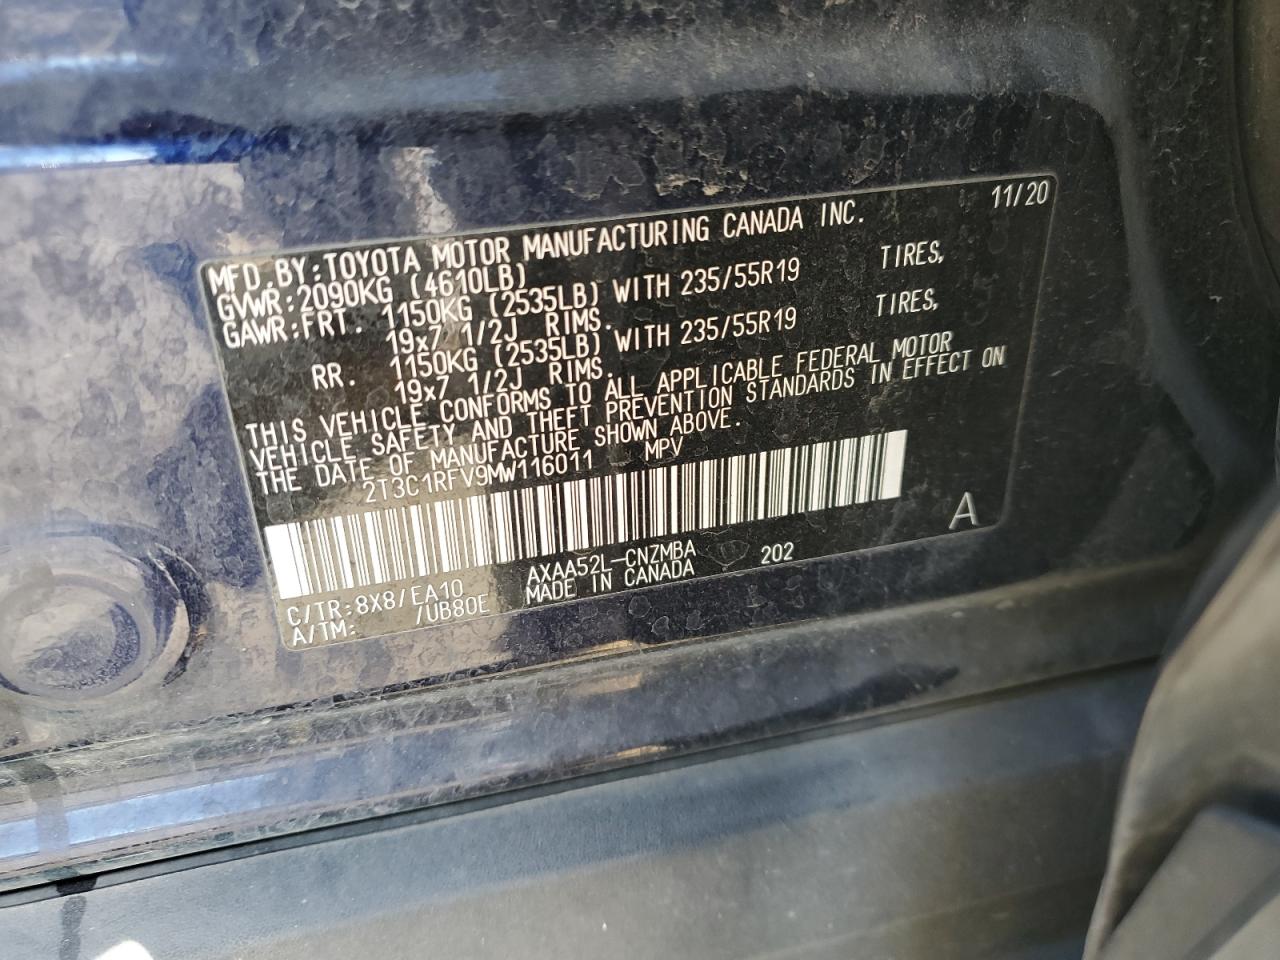 11/20
MFD.BY:TOYOTA MOTOR MANUFACTURING CANADA INC.
GVWR:2090KG (4610LB)
GAWR:FRT. 1150KG (2535LB) WITH 235/55R19 TIRES,
19x7 1/2J RIMS.
RR. 1150KG (2535LB) WITH 235/55R19 TIRES,
19x7 1/2J RIMS.
THIS VEHICLE CONFORMS TO ALL APPLICABLE FEDERAL MOTOR
VEHICLE SAFETY AND THEFT PREVENTION STANDARDS IN EFFECT ON
THE DATE OF MANUFACTURE SHOWN ABOVE.
2T3C1RFV9MW116011 MPV
A
C/TR:8X8/EA10 AXAA52L-CNZMBA 202
A/TM: /UB80E MADE IN CANADA